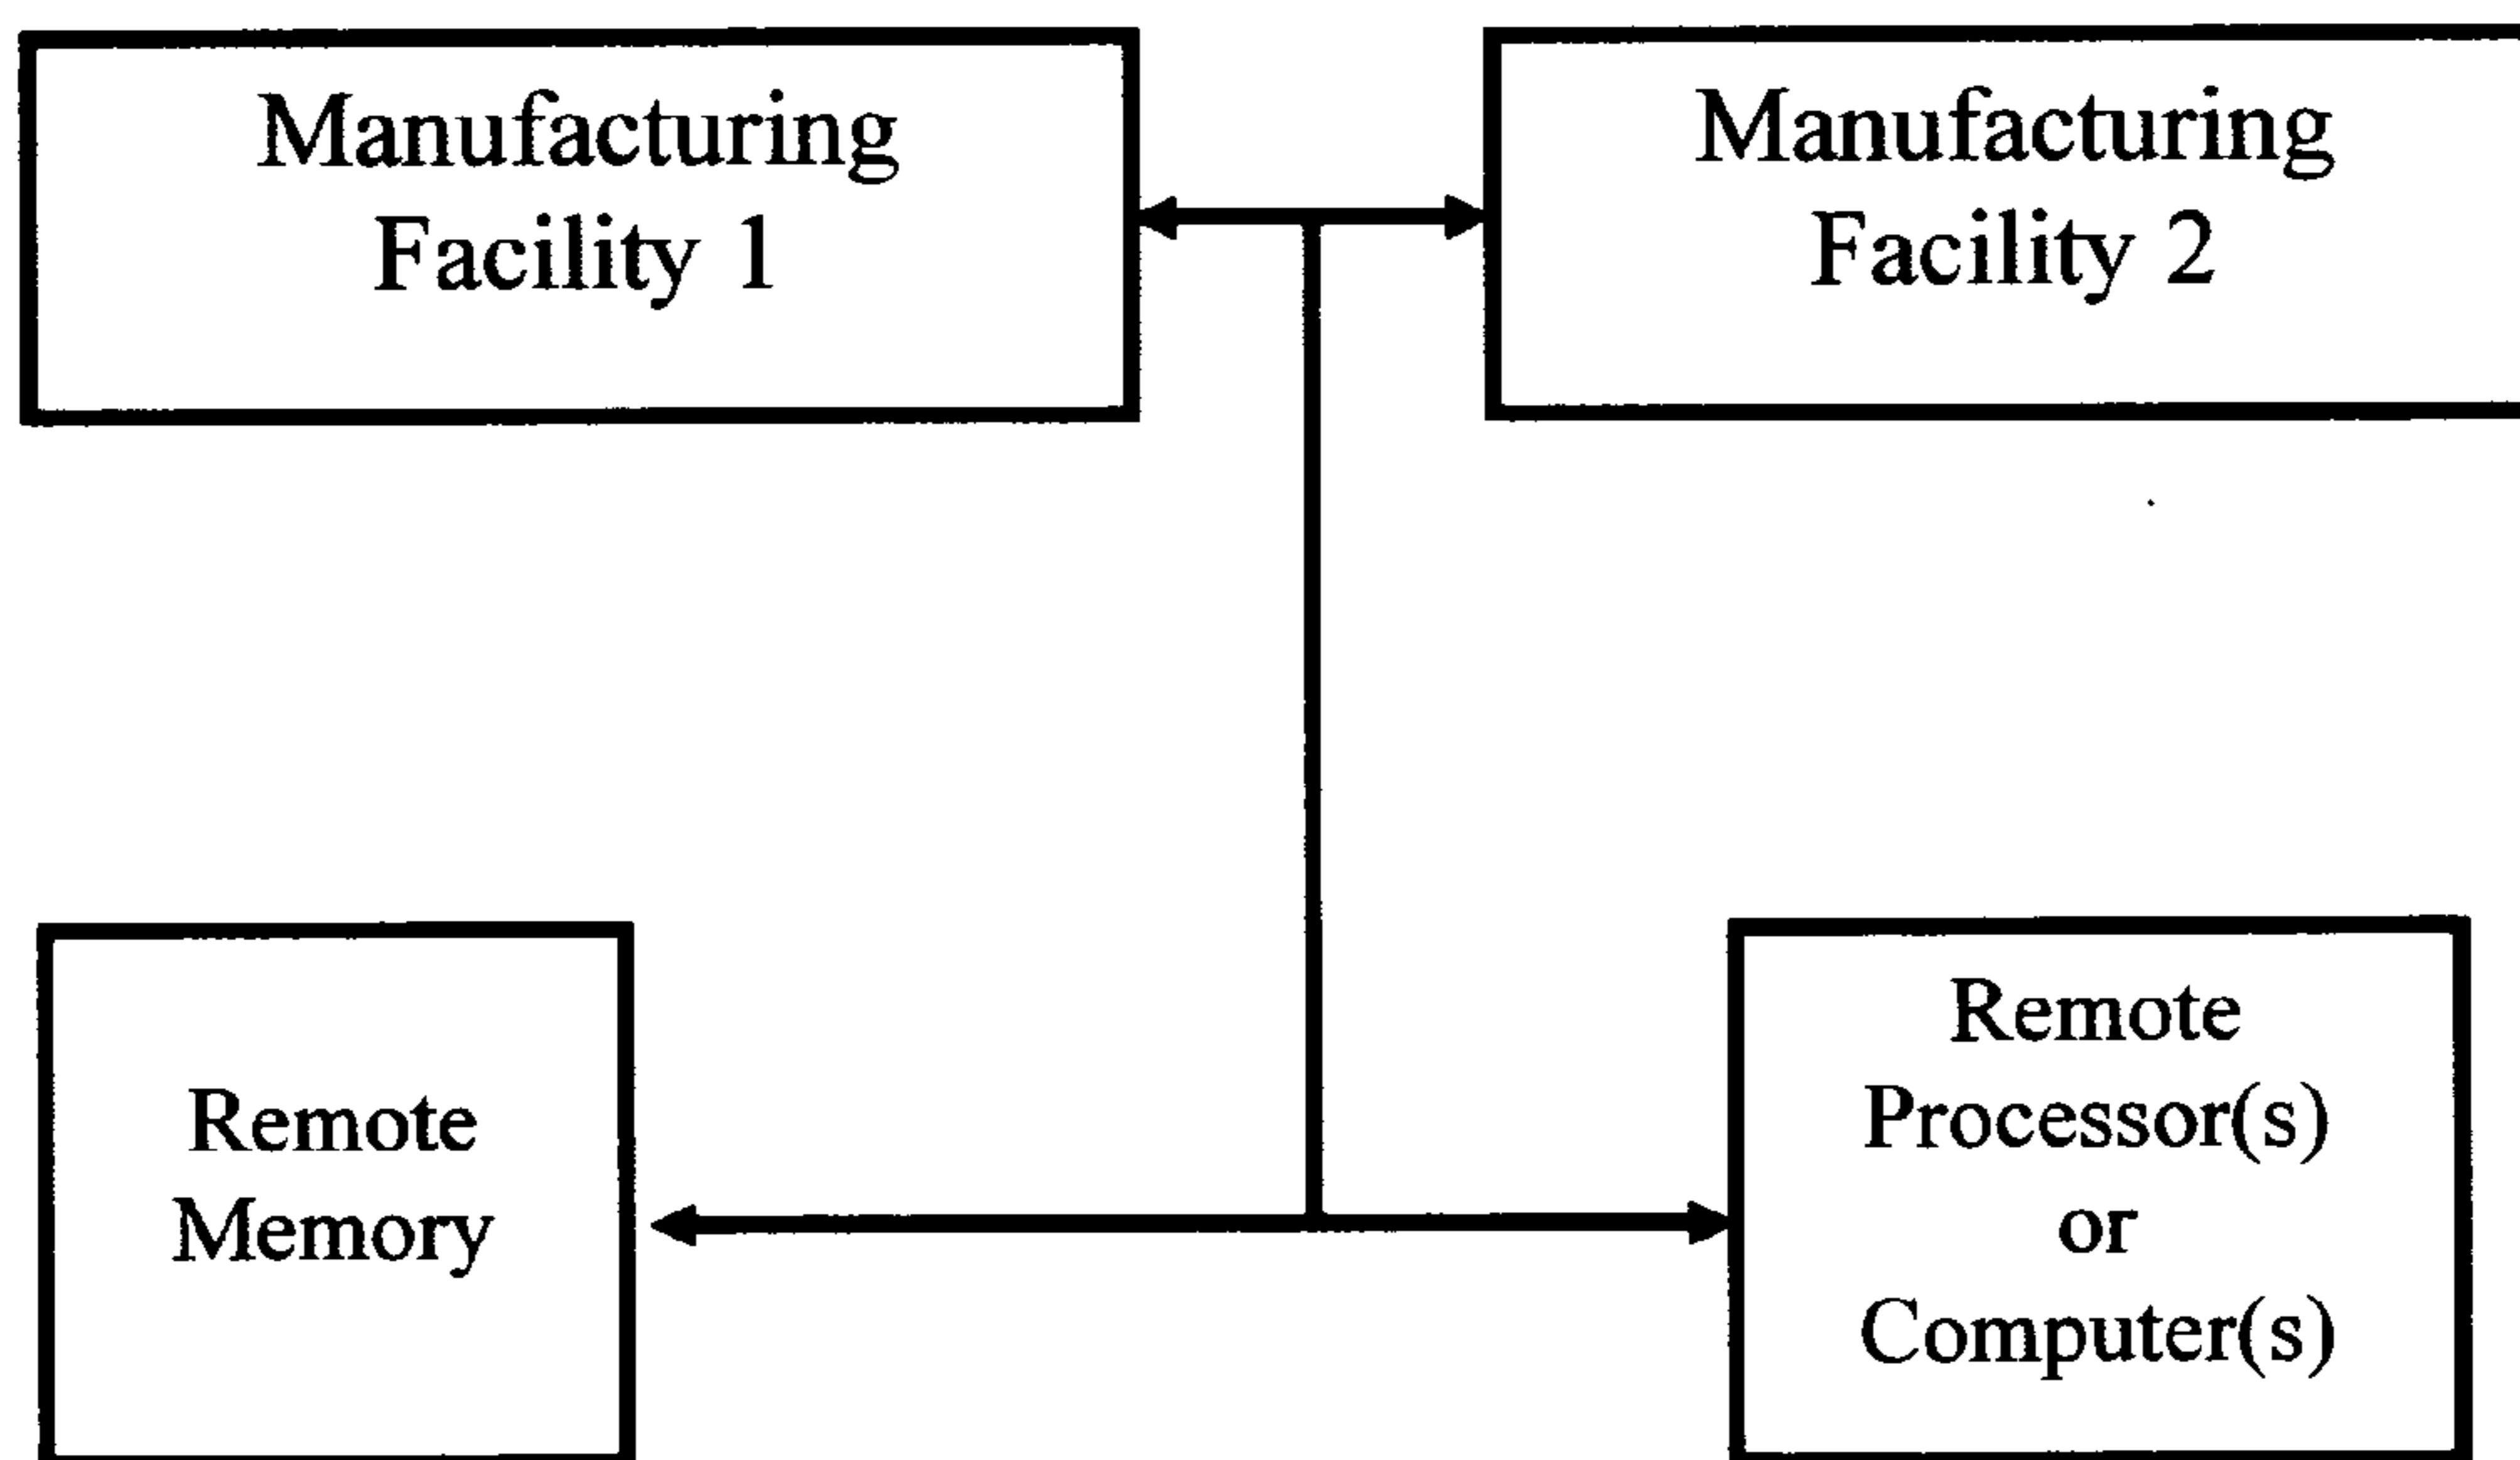 Manufacturing
Facility 1
Manufacturing
Facility 2
Remote
Memory
Remote
Processor(s)
or
Computer(s)